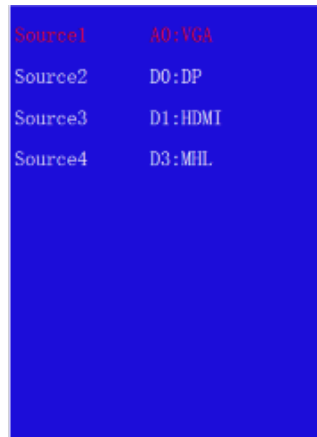 Source1 A0:VGA
Source2 D0:DP
Source3 D1:HDMI
Source4 D3:MHL